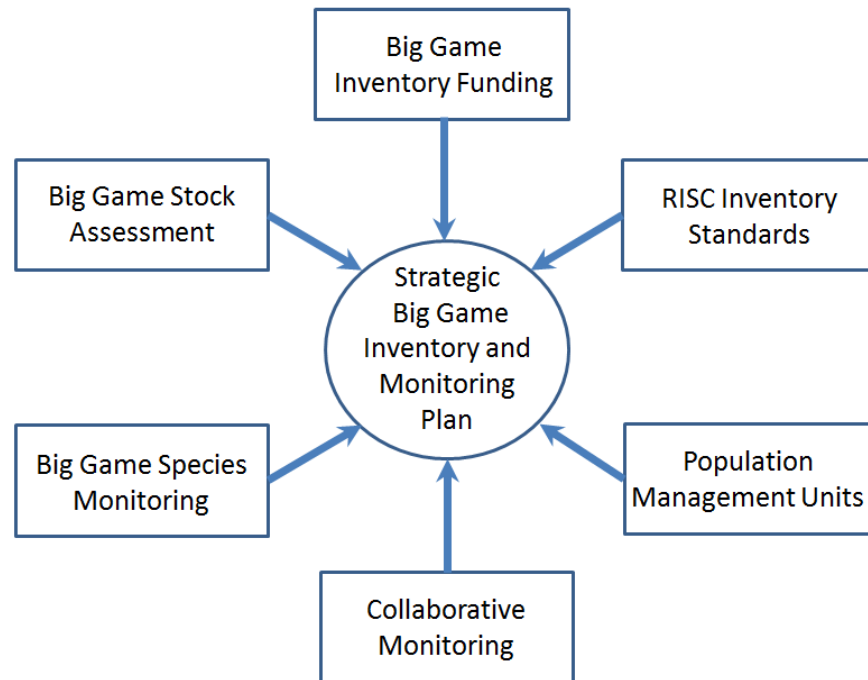 Big Game
Inventory Funding
Big Game Stock
Assessment
RISC Inventory
Standards
Strategic
Big Game
Inventory and
Monitoring
Plan
Big Game Species
Monitoring
Population
Management Units
Collaborative
Monitoring